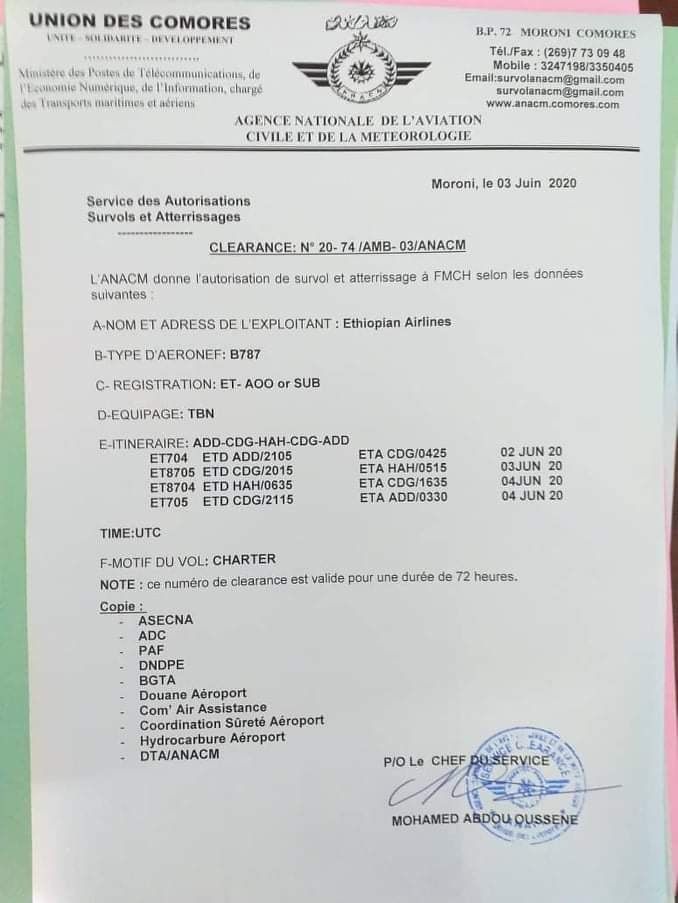 UNION DES COMORES
UNITE - SOLIDARITE - DEVELOPPEMENT
Ministère des Postes de Télécommunications, de
l'Economie Numérique, de l'Information, chargé
des Transports maritimes et aériens
ANACM
B.P. 72 MORONI COMORES
Tél./Fax : (269)7 73 09 48
Mobile : 3247198/3350405
Email:survolanacm@gmail.com
survolanacm@gmail.com
www.anacm.comores.com
AGENCE NATIONALE DE L'AVIATION
CIVILE ET DE LA METEOROLOGIE
Moroni, le 03 Juin 2020
Service des Autorisations
Survols et Atterrissages
-----------------
CLEARANCE: N° 20- 74 /AMB- 03/ANACM
L'ANACM donne l'autorisation de survol et atterrissage à FMCH selon les données
suivantes :
A-NOM ET ADRESS DE L'EXPLOITANT : Ethiopian Airlines
B-TYPE D'AERONEF: B787
C- REGISTRATION: ET- AOO or SUB
D-EQUIPAGE: TBN
E-ITINERAIRE: ADD-CDG-HAH-CDG-ADD
ET704 ETD ADD/2105 ETA CDG/0425 02 JUN 20
ET8705 ETD CDG/2015 ETA HAH/0515 03JUN 20
ET8704 ETD HAH/0635 ETA CDG/1635 04JUN 20
ET705 ETD CDG/2115 ETA ADD/0330 04 JUN 20
TIME:UTC
F-MOTIF DU VOL: CHARTER
NOTE : ce numéro de clearance est valide pour une durée de 72 heures.
Copie :
- ASECNA
- ADC
- PAF
- DNDPE
- BGTA
- Douane Aéroport
- Com' Air Assistance
- Coordination Sûreté Aéroport
- Hydrocarbure Aéroport
- DTA/ANACM
P/O Le CHEF DU SERVICE
SERVICE CLEARANCE
MOHAMED ABDOU OUSSENE